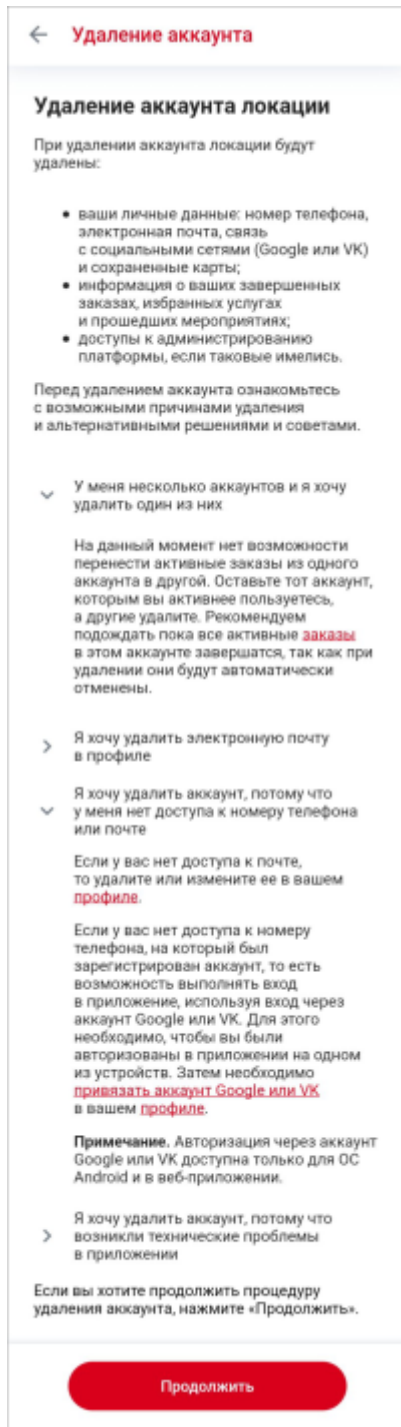 Удаление аккаунта
Удаление аккаунта локации
При удалении аккаунта локации будут
удалены:
• ваши личные данные: номер телефона,
электронная почта, связь
с социальными сетями (Google или VK)
и сохраненные карты;
• информация о ваших завершенных
заказах, избранных услугах
и прошедших мероприятиях;
• доступы к администрированию
платформы, если таковые имелись.
Перед удалением аккаунта ознакомьтесь
с возможными причинами удаления
и альтернативными решениями и советами.
У меня несколько аккаунтов и я хочу
удалить один из них
На данный момент нет возможности
перенести активные заказы из одного
аккаунта в другой. Оставьте тот аккаунт,
которым вы активнее пользуетесь,
а другие удалите. Рекомендуем
подождать пока все активные заказы
в этом аккаунте завершатся, так как при
удалении они будут автоматически
отменены.
Я хочу удалить электронную почту
в профиле
Я хочу удалить аккаунт, потому что
у меня нет доступа к номеру телефона
или почте
Если у вас нет доступа к почте,
то удалите или измените ее в вашем
профиле.
Если у вас нет доступа к номеру
телефона, на который был
зарегистрирован аккаунт, то есть
возможность выполнять вход
в приложение, используя вход через
аккаунт Google или VK. Для этого
необходимо, чтобы вы были
авторизованы в приложении на одном
из устройств. Затем необходимо
привязать аккаунт Google или VK
в вашем профиле.
Примечание. Авторизация через аккаунт
Google или VK доступна только для ОС
Android и в веб-приложении.
Я хочу удалить аккаунт, потому что
возникли технические проблемы
в приложении
Если вы хотите продолжить процедуру
удаления аккаунта, нажмите «Продолжить».
Продолжить